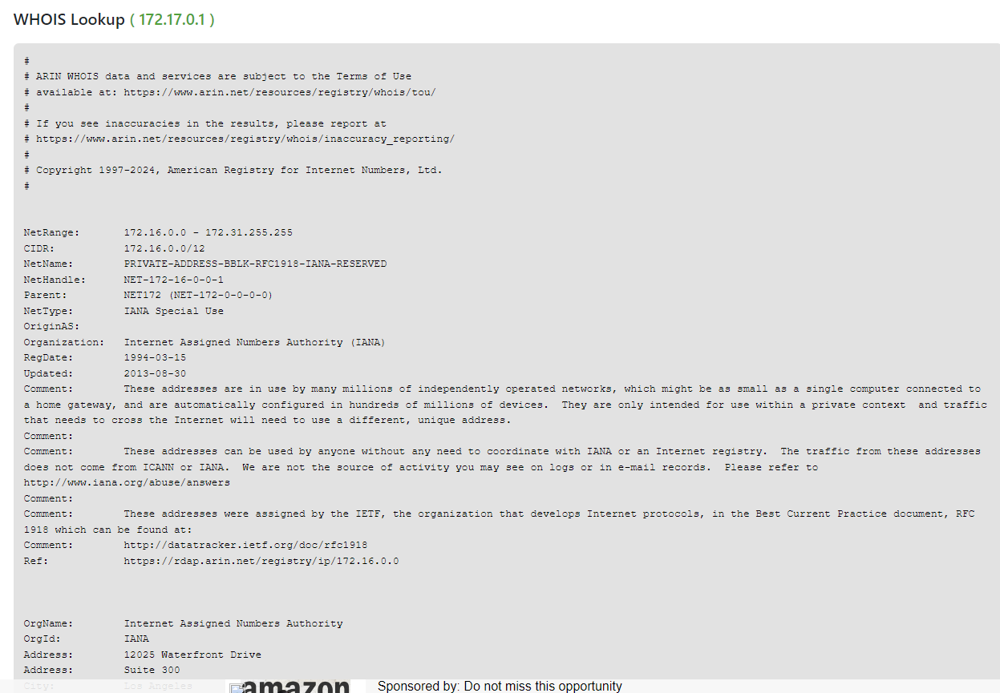 WHOIS Lookup ( 172.17.0.1 )
#
# ARIN WHOIS data and services are subject to the Terms of Use
# available at: https://www.arin.net/resources/registry/whois/tou/
#
# If you see inaccuracies in the results, please report at
# https://www.arin.net/resources/registry/whois/inaccuracy_reporting/
#
# Copyright 1997-2024, American Registry for Internet Numbers, Ltd.
#
NetRange:       172.16.0.0 - 172.31.255.255
CIDR:           172.16.0.0/12
NetName:        PRIVATE-ADDRESS-BBLK-RFC1918-IANA-RESERVED
NetHandle:      NET-172-16-0-0-1
Parent:         NET172 (NET-172-0-0-0-0)
NetType:        IANA Special Use
OriginAS:
Organization:   Internet Assigned Numbers Authority (IANA)
RegDate:        1994-03-15
Updated:        2013-08-30
Comment:        These addresses are in use by many millions of independently operated networks, which might be as small as a single computer connected to
a home gateway, and are automatically configured in hundreds of millions of devices.  They are only intended for use within a private context  and traffic
that needs to cross the Internet will need to use a different, unique address.
Comment:
Comment:        These addresses can be used by anyone without any need to coordinate with IANA or an Internet registry.  The traffic from these addresses
does not come from ICANN or IANA.  We are not the source of activity you may see on logs or in e-mail records.  Please refer to
http://www.iana.org/abuse/answers
Comment:
Comment:        These addresses were assigned by the IETF, the organization that develops Internet protocols, in the Best Current Practice document, RFC
1918 which can be found at:
Comment:        http://datatracker.ietf.org/doc/rfc1918
Ref:            https://rdap.arin.net/registry/ip/172.16.0.0
OrgName:        Internet Assigned Numbers Authority
OrgId:          IANA
Address:        12025 Waterfront Drive
Address:        Suite 300
City:           Los Angeles
amazon
Sponsored by: Do not miss this opportunity